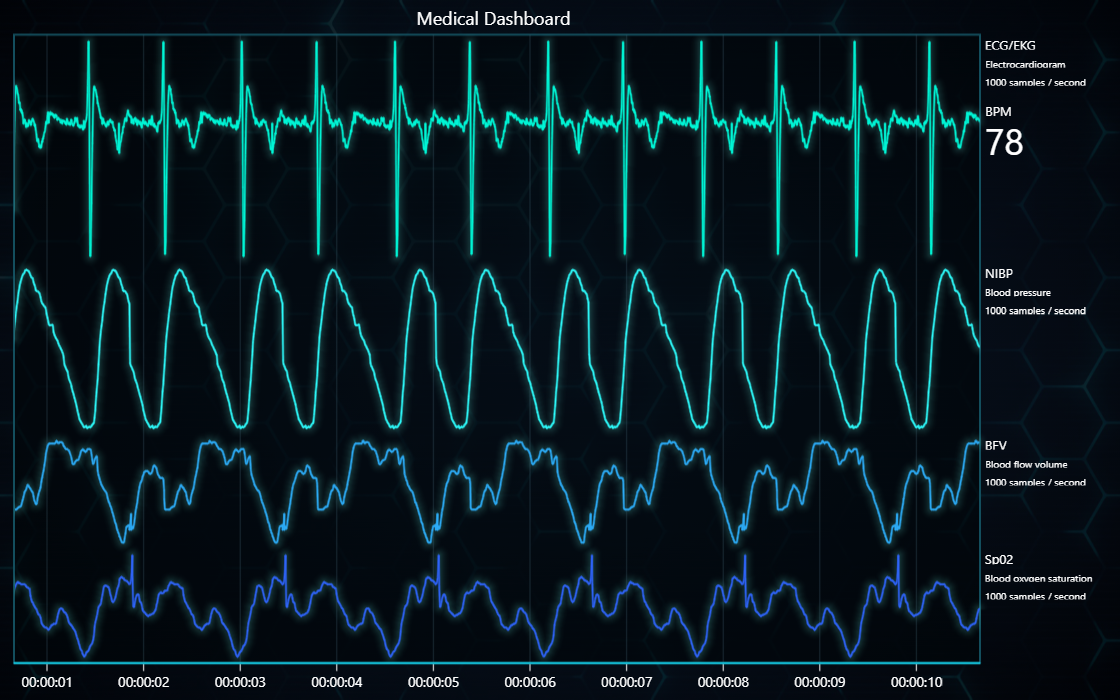 Medical Dashboard
ECG/EKG
Electrocardiogram
1000 samples / second
BPM
78
NIBP
Blood pressure
1000 samples / second
BFV
Blood flow volume
1000 samples / second
Sp02
Blood oxygen saturation
1000 samples / second
00:00:01 00:00:02 00:00:03 00:00:04 00:00:05 00:00:06 00:00:07 00:00:08 00:00:09 00:00:10